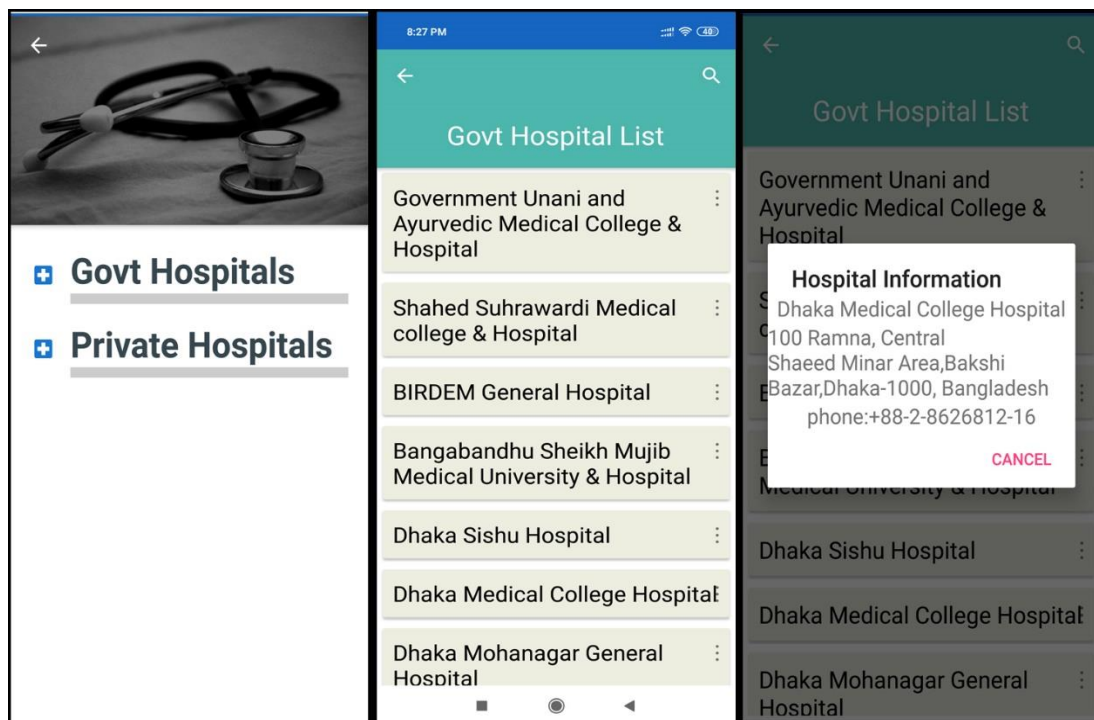 Govt Hospitals
Private Hospitals
8:27 PM
40
Govt Hospital List
Government Unani and
Ayurvedic Medical College &
Hospital
Shahed Suhrawardi Medical
college & Hospital
BIRDEM General Hospital
Bangabandhu Sheikh Mujib
Medical University & Hospital
Dhaka Sishu Hospital
Dhaka Medical College Hospital
Dhaka Mohanagar General
Hospital
Govt Hospital List
Government Unani and
Ayurvedic Medical College &
Hospital
Hospital Information
Dhaka Medical College Hospital
100 Ramna, Central
Shaeed Minar Area,Bakshi
Bazar,Dhaka-1000, Bangladesh
phone:+88-2-8626812-16
CANCEL
Medical University & Hospital
Dhaka Sishu Hospital
Dhaka Medical College Hospital
Dhaka Mohanagar General
Hospital